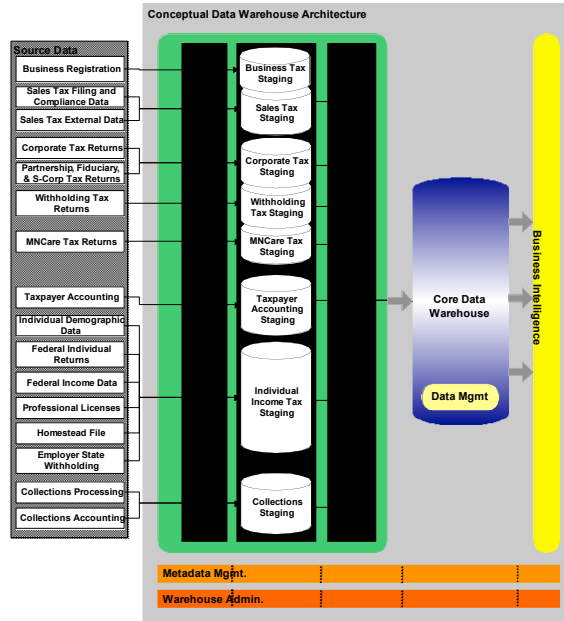 Conceptual Data Warehouse Architecture
Source Data
Business Registration
Sales Tax Filing and
Compliance Data
Sales Tax External Data
Corporate Tax Returns
Partnership, Fiduciary,
& S-Corp Tax Returns
Withholding Tax
Returns
MNCare Tax Returns
Taxpayer Accounting
Individual Demographic
Data
Federal Individual
Returns
Federal Income Data
Professional Licenses
Homestead File
Employer State
Withholding
Collections Processing
Collections Accounting
Business Tax
Staging
Sales Tax
Staging
Corporate Tax
Staging
Withholding
Tax Staging
MNCare Tax
Staging
Taxpayer
Accounting
Staging
Individual
Income Tax
Staging
Collections
Staging
Core Data
Warehouse
Data Mgmt
Business Intelligence
Metadata Mgmt.
Warehouse Admin.